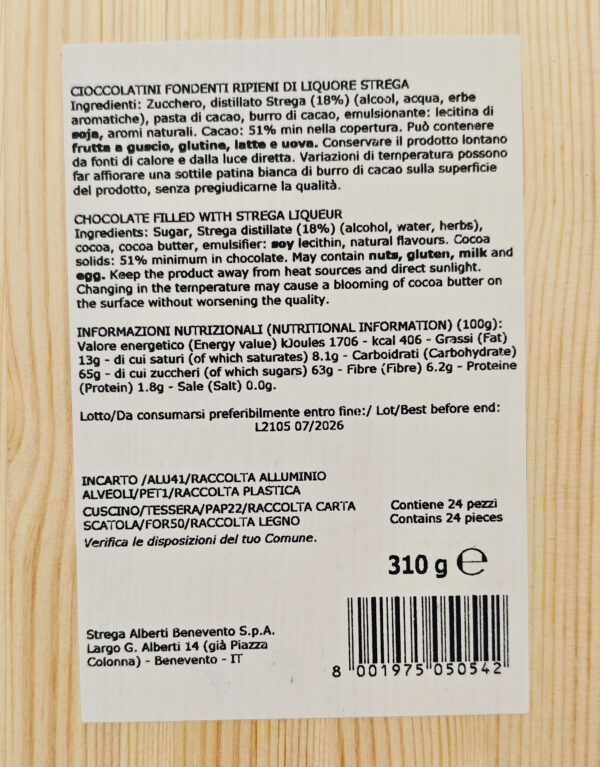 CIOCCOLATINI FONDENTI RIPIENI DI LIQUORE STREGA
Ingredienti: Zucchero, distillato Strega (18%) (alcool, acqua, erbe
aromatiche), pasta di cacao, burro di cacao, emulsionante: lecitina di
soja, aromi naturali. Cacao: 51% min nella copertura. Può contenere
frutta a guscio, glutine, latte e uova. Conservare il prodotto lontano
da fonti di calore e dalla luce diretta. Variazioni di temperatura possono
far affiorare una sottile patina bianca di burro di cacao sulla superficie
del prodotto, senza pregiudicarne la qualità.
CHOCOLATE FILLED WITH STREGA LIQUEUR
Ingredients: Sugar, Strega distillate (18%) (alcohol, water, herbs),
cocoa, cocoa butter, emulsifier: soy lecithin, natural flavours. Cocoa
solids: 51% minimum in chocolate. May contain nuts, gluten, milk and
egg. Keep the product away from heat sources and direct sunlight.
Changing in the temperature may cause a blooming of cocoa butter on
the surface without worsening the quality.
INFORMAZIONI NUTRIZIONALI (NUTRITIONAL INFORMATION) (100g):
Valore energetico (Energy value) kJoules 1706 - kcal 406 - Grassi (Fat)
13g - di cui saturi (of which saturates) 8.1g - Carboidrati (Carbohydrate)
65g - di cui zuccheri (of which sugars) 63g - Fibre (Fibre) 6.2g - Proteine
(Protein) 1.8g - Sale (Salt) 0.0g.
Lotto/Da consumarsi preferibilmente entro fine:/ Lot/Best before end:
L2105 07/2026
INCARTO /ALU41/RACCOLTA ALLUMINIO
ALVEOLI/PET1/RACCOLTA PLASTICA
CUSCINO/TESSERA/PAP22/RACCOLTA CARTA
SCATOLA/FOR50/RACCOLTA LEGNO
Verifica le disposizioni del tuo Comune.
Contiene 24 pezzi
Contains 24 pieces
310 g ℮
Strega Alberti Benevento S.p.A.
Largo G. Alberti 14 (già Piazza
Colonna) - Benevento - IT
8 001975 050542